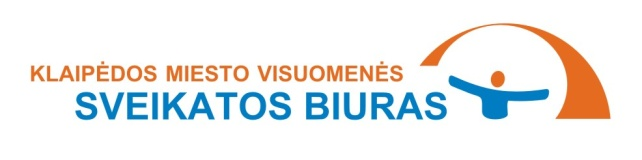 KLAIPĖDOS MIESTO VISUOMENĖS
SVEIKATOS BIURAS